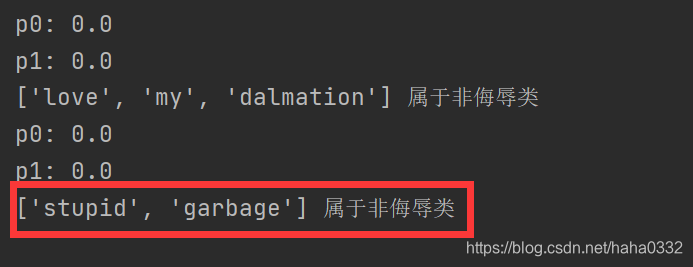 p0: 0.0
p1: 0.0
['love', 'my', 'dalmation'] 属于非侮辱类
p0: 0.0
p1: 0.0
['stupid', 'garbage'] 属于非侮辱类
https://blog.csdn.net/haha0332